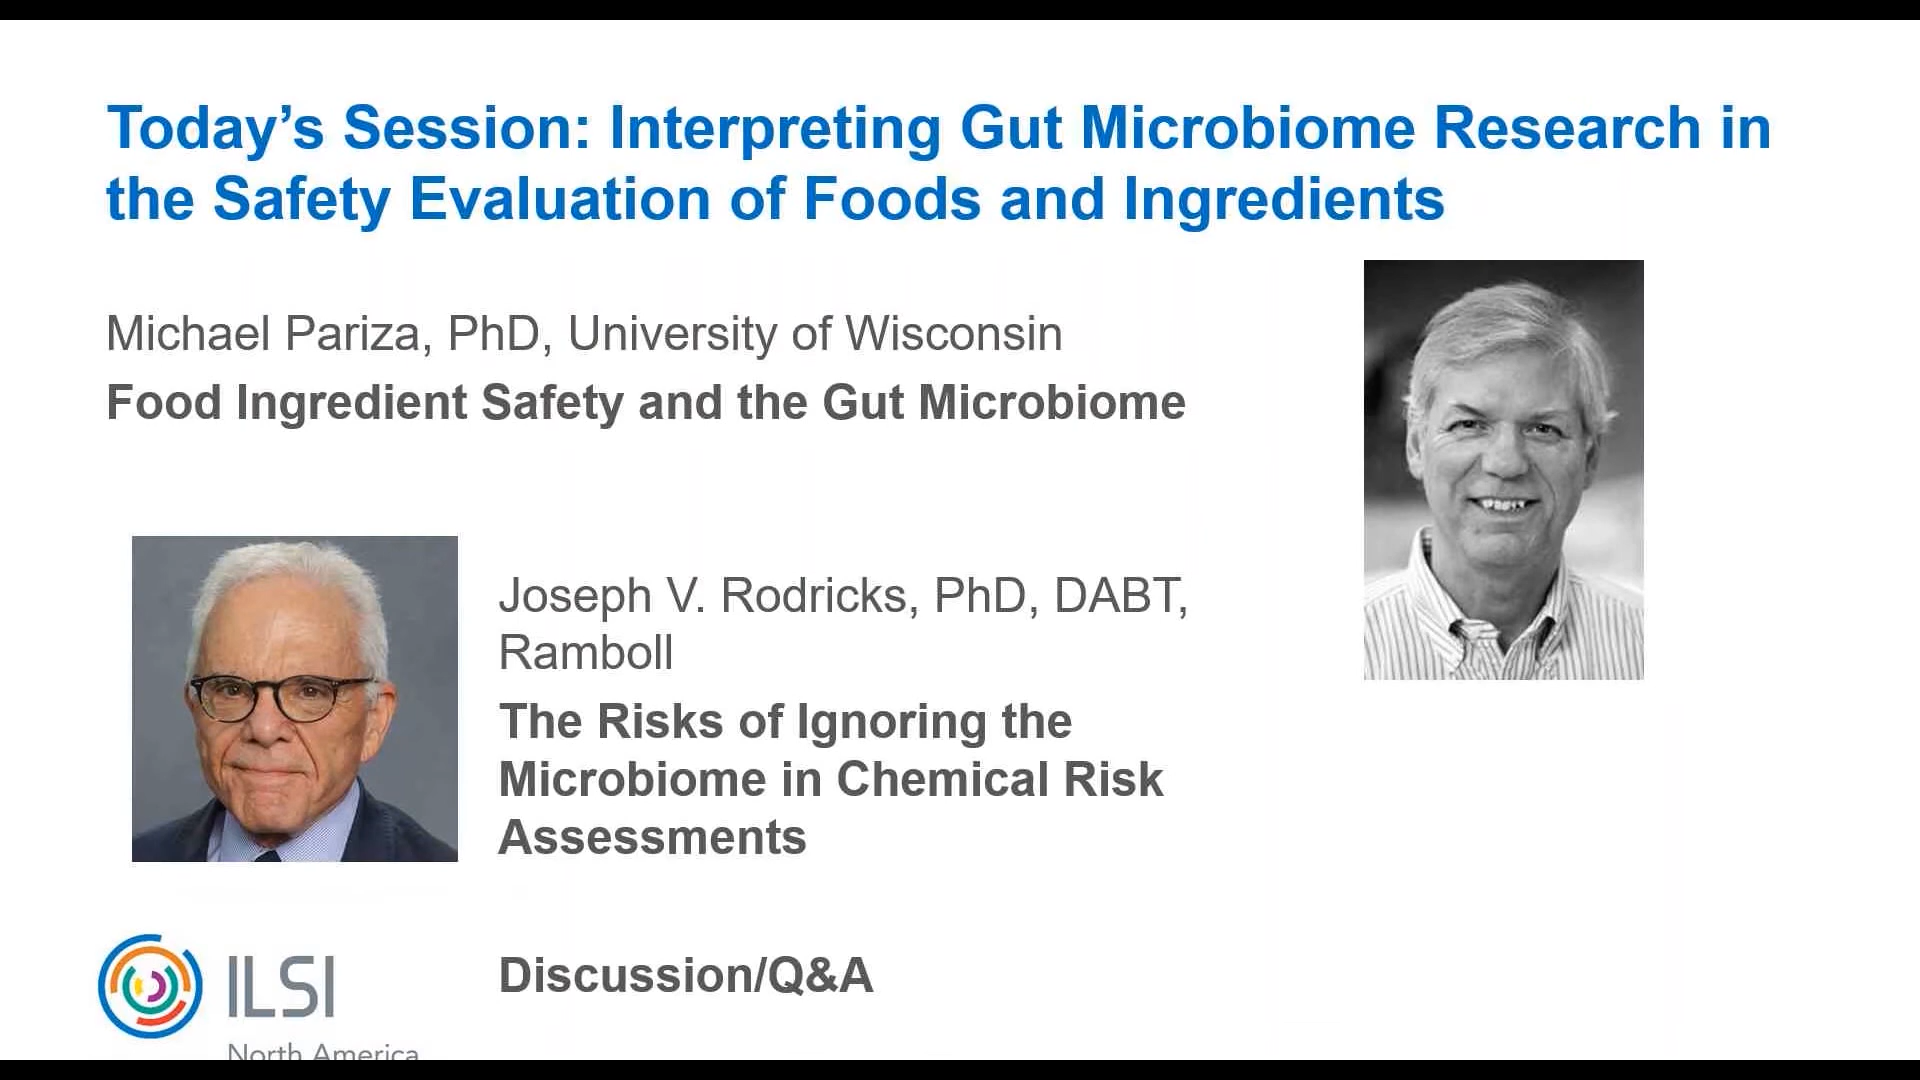 Today’s Session: Interpreting Gut Microbiome Research in
the Safety Evaluation of Foods and Ingredients
Michael Pariza, PhD, University of Wisconsin
Food Ingredient Safety and the Gut Microbiome
Joseph V. Rodricks, PhD, DABT,
Ramboll
The Risks of Ignoring the
Microbiome in Chemical Risk
Assessments
Discussion/Q&A
ILSI
North America